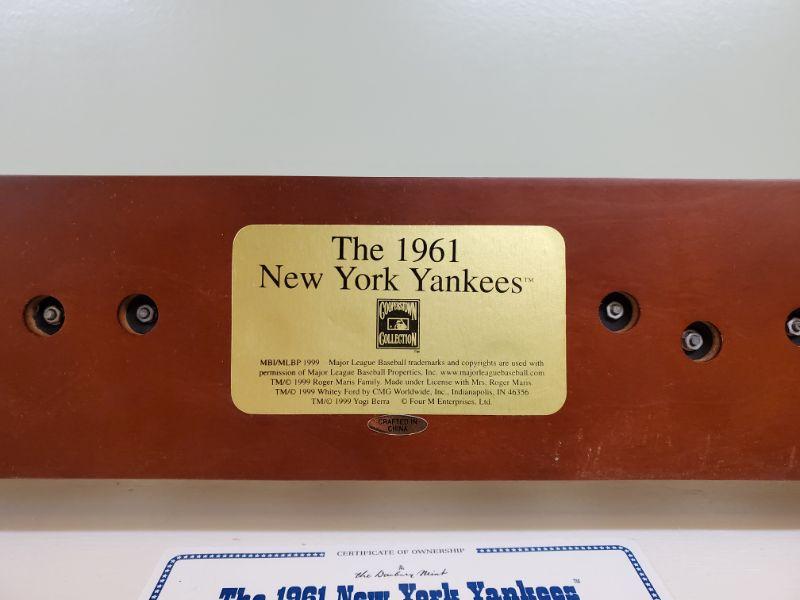 The 1961
New York Yankees™
COOPERSTOWN
COLLECTION
™
MBI/MLBP 1999 Major League Baseball trademarks and copyrights are used with
permission of Major League Baseball Properties, Inc. www.majorleaguebaseball.com
TM/© 1999 Roger Maris Family. Made under License with Mrs. Roger Maris
TM/© 1999 Whitey Ford by CMG Worldwide, Inc., Indianapolis, IN 46356
TM/© 1999 Yogi Berra © Four M Enterprises, Ltd.
CRAFTED IN
CHINA
CERTIFICATE OF OWNERSHIP
The Danbury Mint
The 1961 New York Yankees™